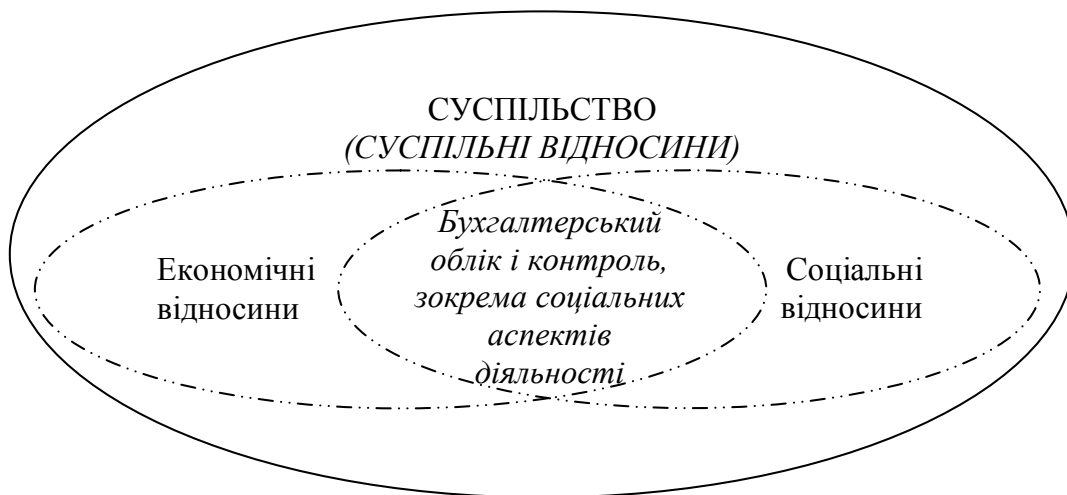 СУСПІЛЬСТВО
(СУСПІЛЬНІ ВІДНОСИНИ)
Економічні
відносини
Бухгалтерський
облік і контроль,
зокрема соціальних
аспектів
діяльності
Соціальні
відносини